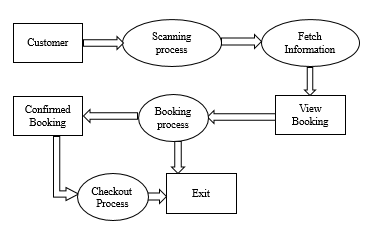 Customer
Scanning
process
Fetch
Information
Confirmed
Booking
Booking
process
View
Booking
Checkout
Process
Exit